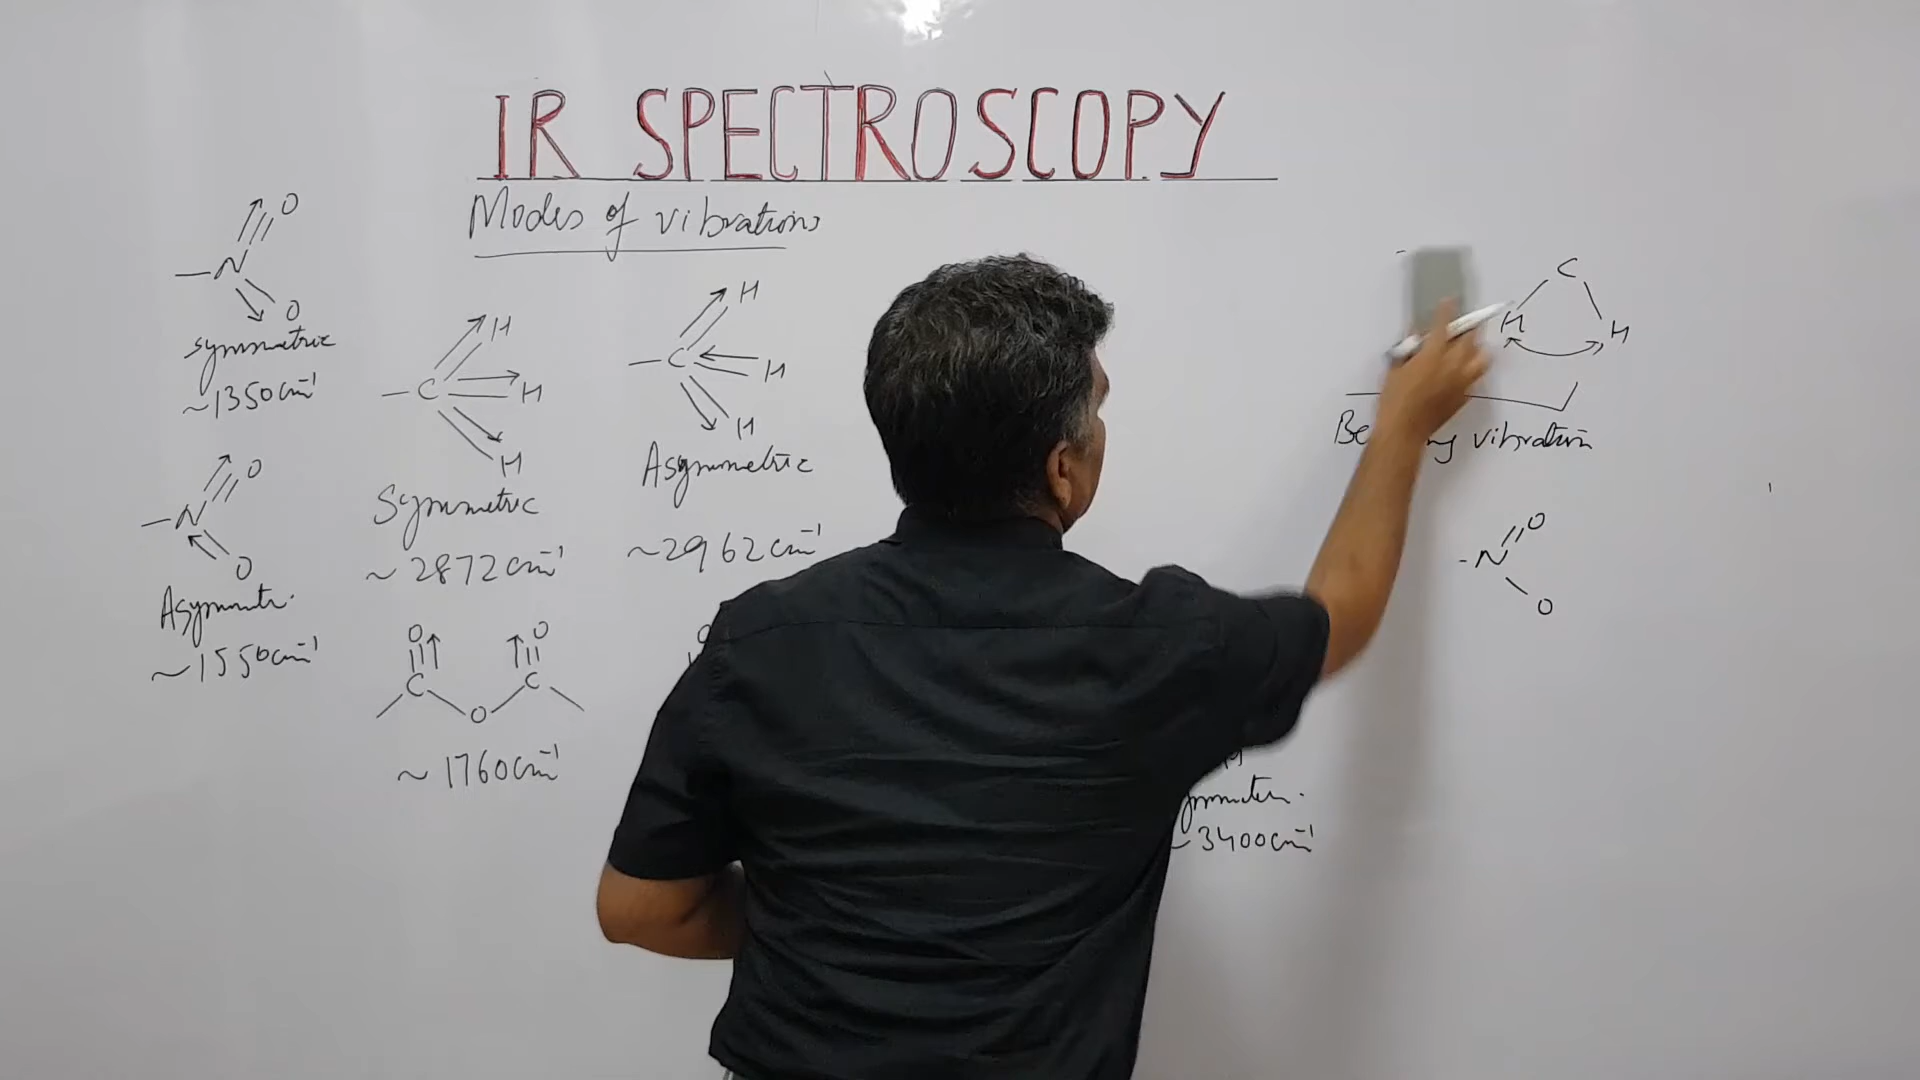 IR SPECTROSCOPY
Modes of vibrations
O
N
O
symmetric
~1350cm⁻¹
O
N
O
Asymmetr.
~1550cm⁻¹
H
C H
H
Symmetric
~2872cm⁻¹
H
C H
H
Asymmetric
~2962cm⁻¹
O O
C C
O
~1760cm⁻¹
~3400cm⁻¹
C
H H
vibration
O
N
O